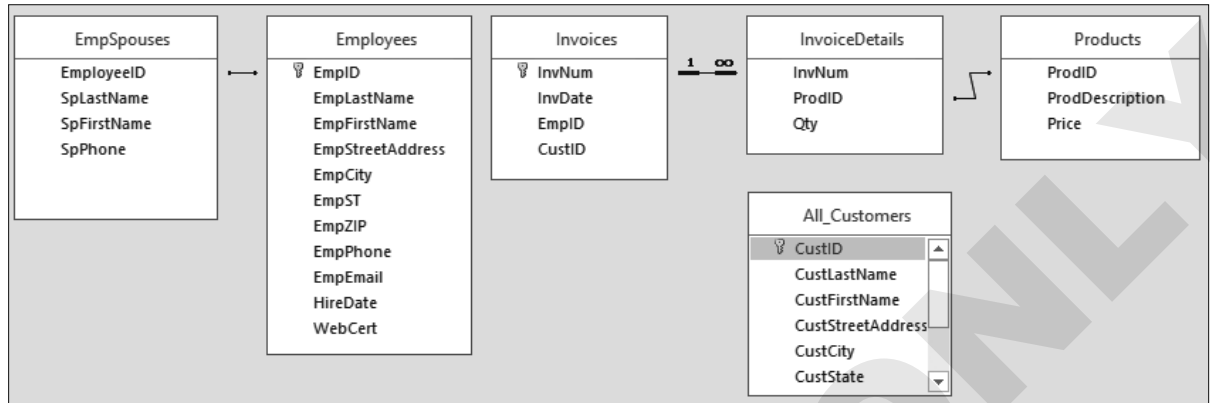 EmpSpouses
EmployeeID
SpLastName
SpFirstName
SpPhone
Employees
EmpID
EmpLastName
EmpFirstName
EmpStreetAddress
EmpCity
EmpST
EmpZIP
EmpPhone
EmpEmail
HireDate
WebCert
Invoices
InvNum
InvDate
EmpID
CustID
1 ∞
InvoiceDetails
InvNum
ProdID
Qty
Products
ProdID
ProdDescription
Price
All_Customers
CustID
CustLastName
CustFirstName
CustStreetAddress
CustCity
CustState
ONLY